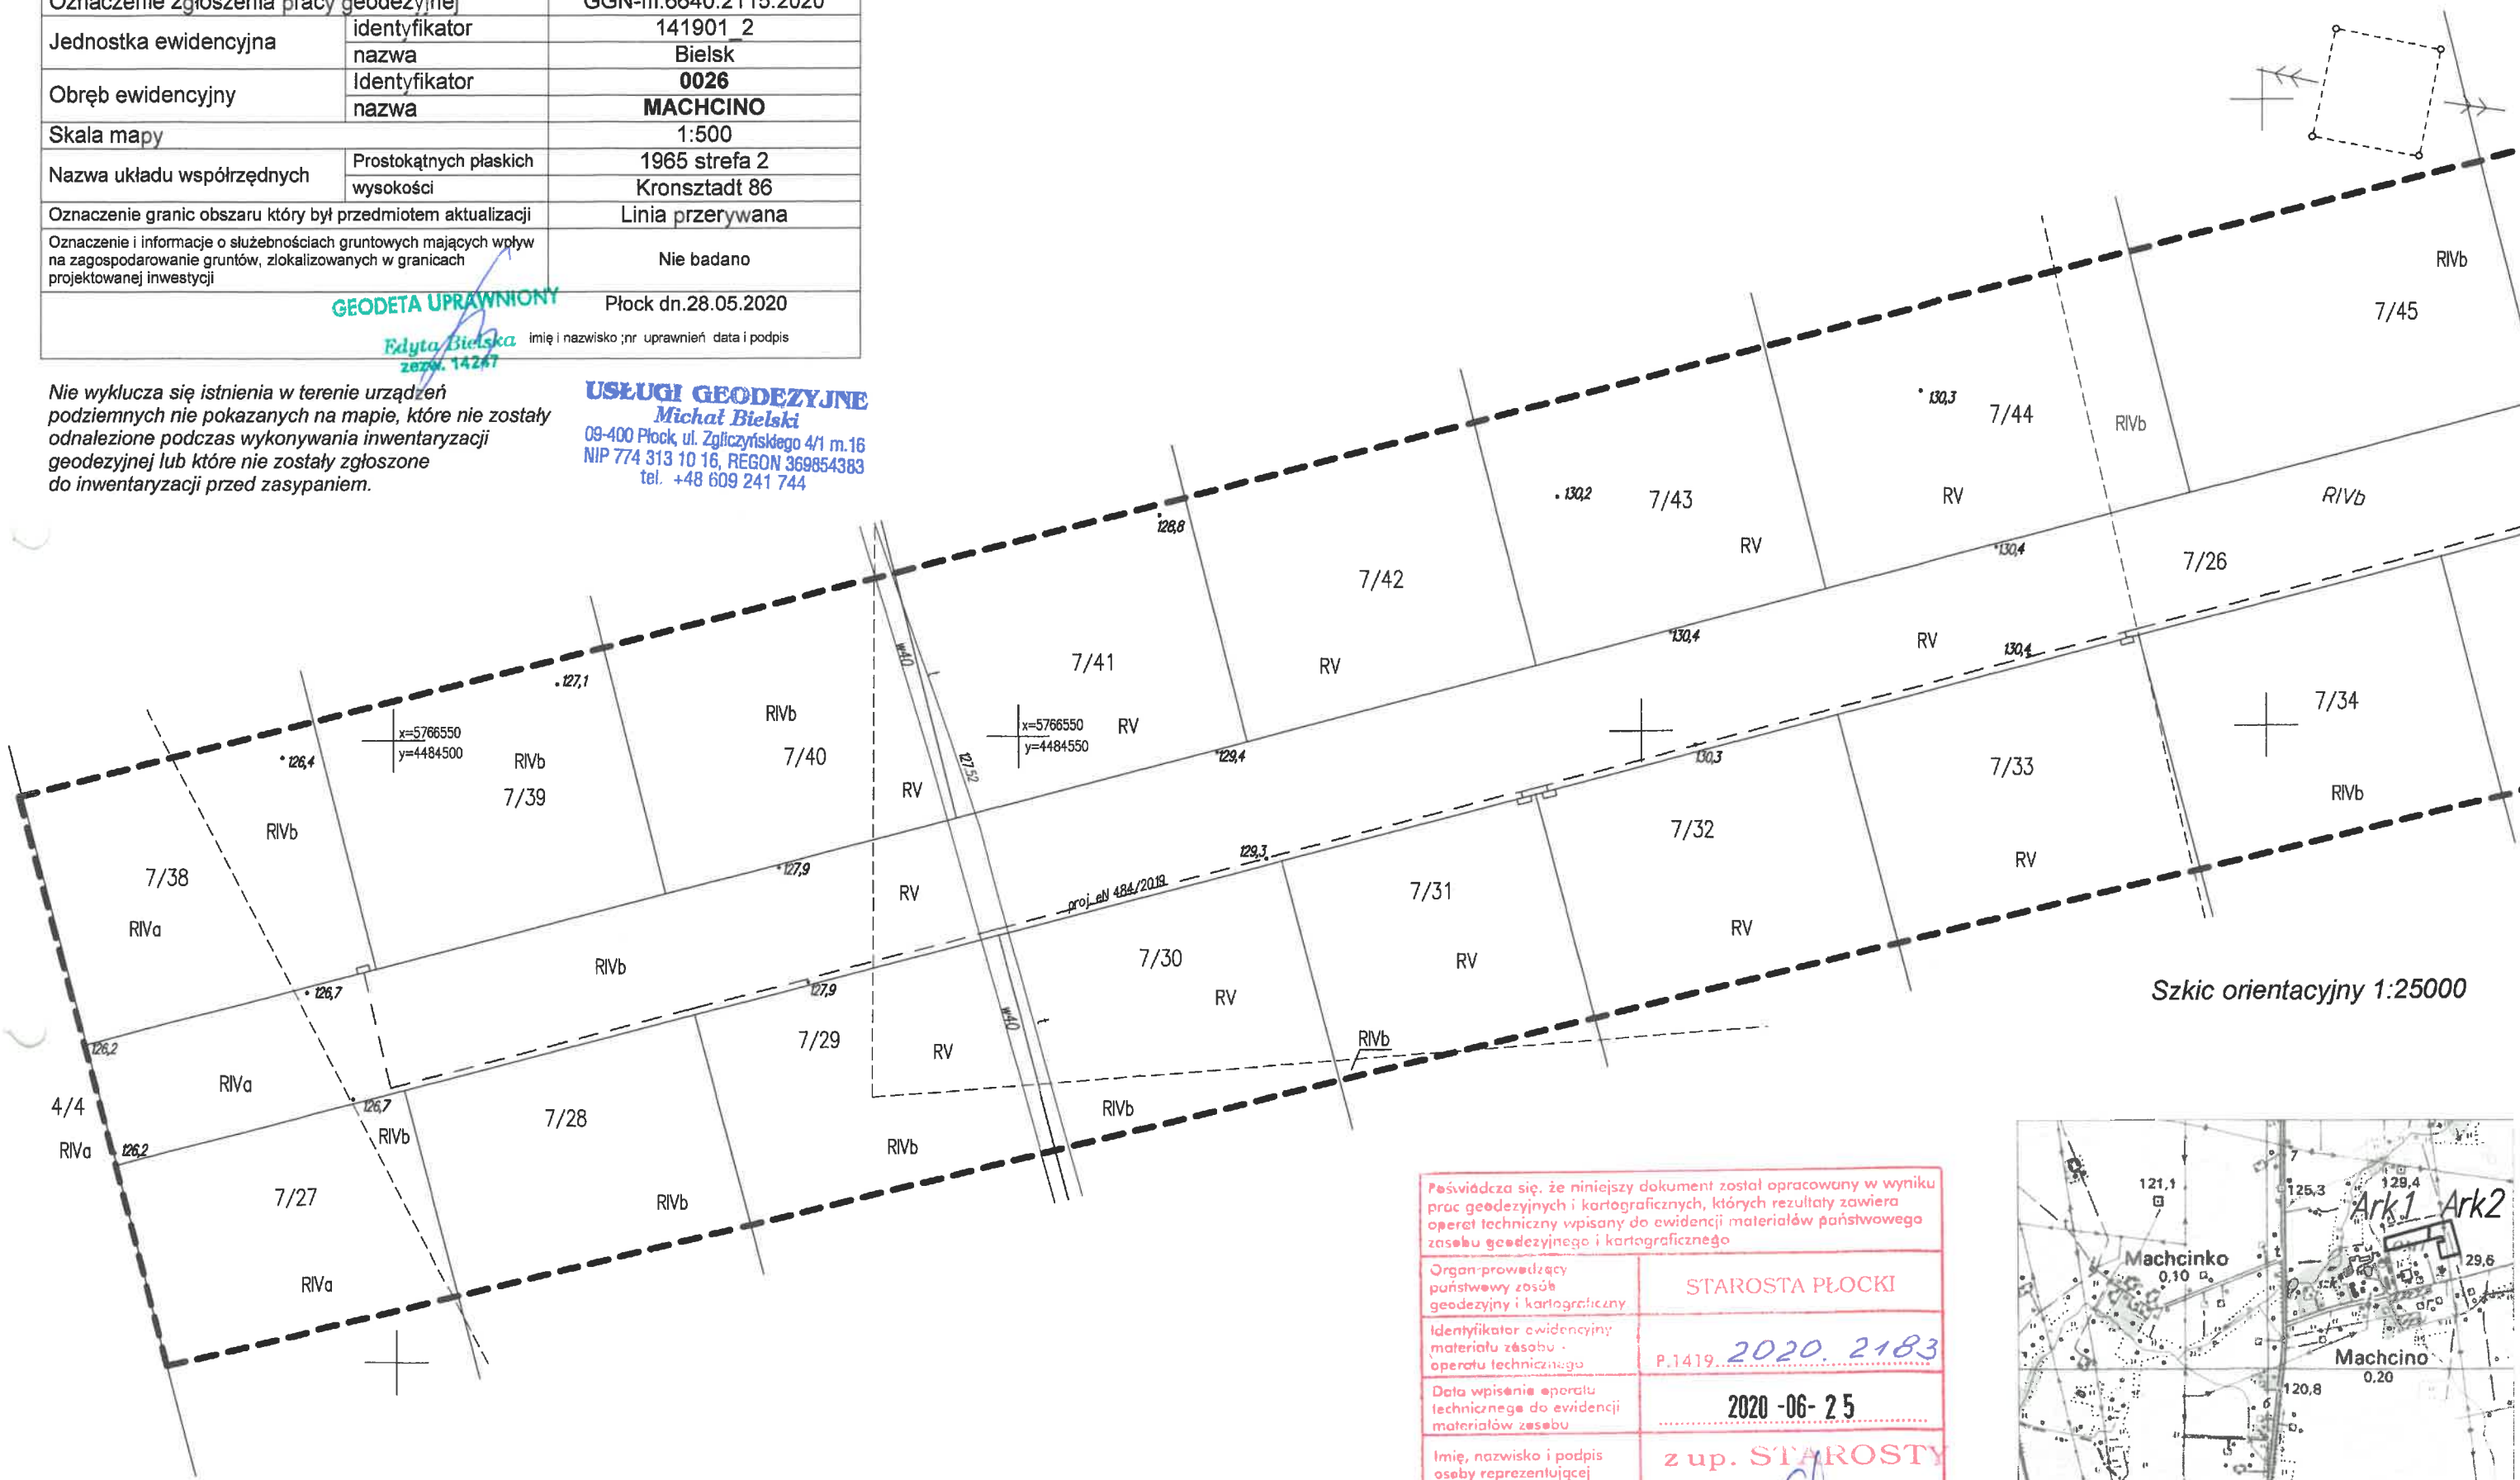 Oznaczenie zgłoszenia pracy geodezyjnej GGN-III.6640.2115.2020
Jednostka ewidencyjna identyfikator 141901_2
nazwa Bielsk
Obręb ewidencyjny Identyfikator 0026
nazwa MACHCINO
Skala mapy 1:500
Nazwa układu współrzędnych Prostokątnych płaskich 1965 strefa 2
wysokości Kronsztadt 86
Oznaczenie granic obszaru który był przedmiotem aktualizacji Linia przerywana
Oznaczenie i informacje o służebnościach gruntowych mających wpływ
na zagospodarowanie gruntów, zlokalizowanych w granicach
projektowanej inwestycji Nie badano
GEODETA UPRAWNIONY Płock dn.28.05.2020
Edyta Bielska imię i nazwisko ;nr uprawnień data i podpis
zezw. 14247
Nie wyklucza się istnienia w terenie urządzeń
podziemnych nie pokazanych na mapie, które nie zostały
odnalezione podczas wykonywania inwentaryzacji
geodezyjnej lub które nie zostały zgłoszone
do inwentaryzacji przed zasypaniem.
USŁUGI GEODEZYJNE
Michał Bielski
09-400 Płock, ul. Zgliczyńskiego 4/1 m.16
NIP 774 313 10 16, REGON 369854383
tel. +48 609 241 744
RIVb
7/45
130,3
7/44
RIVb
130,2
7/43
RV
RIVb
128,8
RV
130,4
7/26
7/42
130,4
RV
130,4
w40
7/41
RV
7/34
127,1
RIVb
x=5766550
y=4484500
x=5766550
y=4484550
RV
126,4
RIVb
7/40
127,52
129,4
130,3
7/33
7/39
RV
RIVb
RIVb
7/32
7/38
127,9
129,3
RV
RV
proj. eN 484/2019
7/31
RIVa
RV
7/30
RIVb
RV
126,7
127,9
RV
Szkic orientacyjny 1:25000
w40
7/29
RV
RIVb
126,2
RIVa
4/4
126,7
7/28
RIVb
RIVb
RIVa
126,2
RIVb
7/27
RIVb
RIVa
Poświadcza się, że niniejszy dokument został opracowany w wyniku
prac geodezyjnych i kartograficznych, których rezultaty zawiera
operat techniczny wpisany do ewidencji materiałów państwowego
zasobu geodezyjnego i kartograficznego
Organ prowadzący
państwowy zasób
geodezyjny i kartograficzny
STAROSTA PŁOCKI
Identyfikator ewidencyjny
materiału zasobu -
operatu technicznego
P.1419. 2020. 2183
Data wpisania operatu
technicznego do ewidencji
materiałów zasobu
2020 -06- 25
Imię, nazwisko i podpis
osoby reprezentującej
z up. STAROSTY
7
121,1
125,3
129,4
Ark1
Ark2
Machcinko
0,10
29,6
Machcino
0,20
120,8